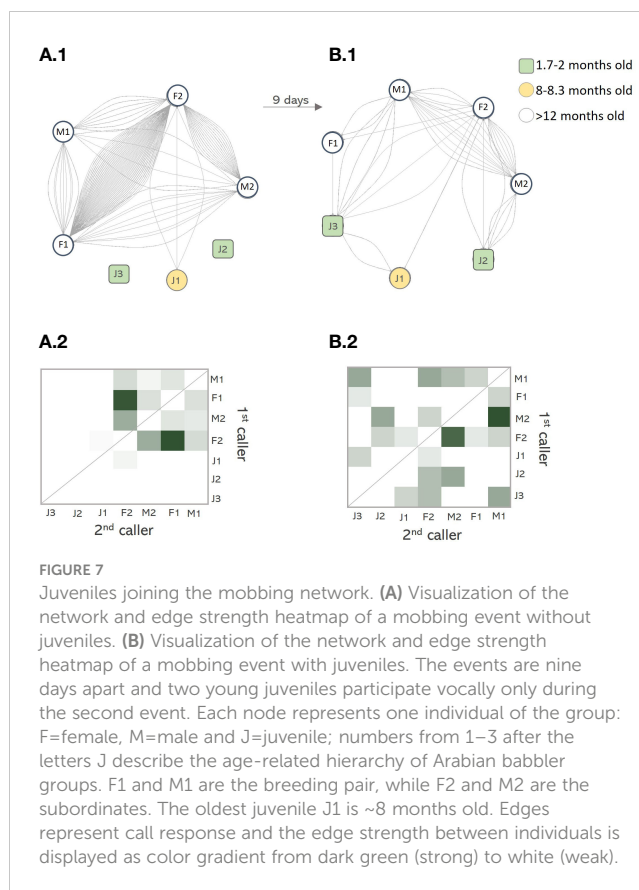 A.1
B.1
1.7-2 months old
8-8.3 months old
>12 months old
9 days
F2
M1
M2
F1
J3
J1
J2
M1
F2
F1
M2
J3
J1
J2
A.2
B.2
M1
F1
M2
F2
J1
J2
J3
1st caller
J3 J2 J1 F2 M2 F1 M1
2nd caller
M1
F1
M2
F2
J1
J2
J3
1st caller
J3 J2 J1 F2 M2 F1 M1
2nd caller
FIGURE 7
Juveniles joining the mobbing network. (A) Visualization of the
network and edge strength heatmap of a mobbing event without
juveniles. (B) Visualization of the network and edge strength
heatmap of a mobbing event with juveniles. The events are nine
days apart and two young juveniles participate vocally only during
the second event. Each node represents one individual of the group:
F=female, M=male and J=juvenile; numbers from 1–3 after the
letters J describe the age-related hierarchy of Arabian babbler
groups. F1 and M1 are the breeding pair, while F2 and M2 are the
subordinates. The oldest juvenile J1 is ~8 months old. Edges
represent call response and the edge strength between individuals is
displayed as color gradient from dark green (strong) to white (weak).